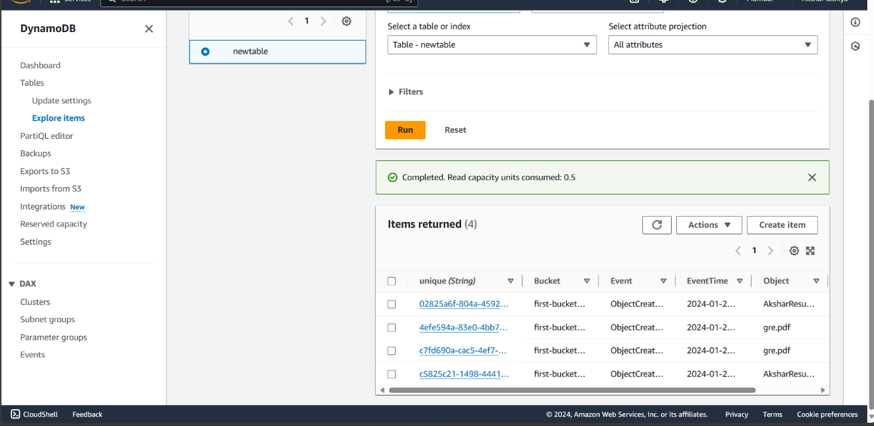 DynamoDB
Dashboard
Tables
Update settings
Explore items
PartiQL editor
Backups
Exports to S3
Imports from S3
Integrations New
Reserved capacity
Settings
DAX
Clusters
Subnet groups
Parameter groups
Events
1
newtable
Select a table or index
Select attribute projection
Table - newtable
All attributes
Filters
Run
Reset
Completed. Read capacity units consumed: 0.5
Items returned (4)
Actions
Create item
1
unique (String) Bucket Event EventTime Object
02825a6f-804a-4592... first-bucket... ObjectCreat... 2024-01-2... AksharResu...
4efe594a-83e0-4bb7... first-bucket... ObjectCreat... 2024-01-2... gre.pdf
c7fd690a-cac5-4ef7-... first-bucket... ObjectCreat... 2024-01-2... gre.pdf
c5825c21-1498-4441... first-bucket... ObjectCreat... 2024-01-2... AksharResu...
CloudShell Feedback © 2024, Amazon Web Services, Inc. or its affiliates. Privacy Terms Cookie preferences